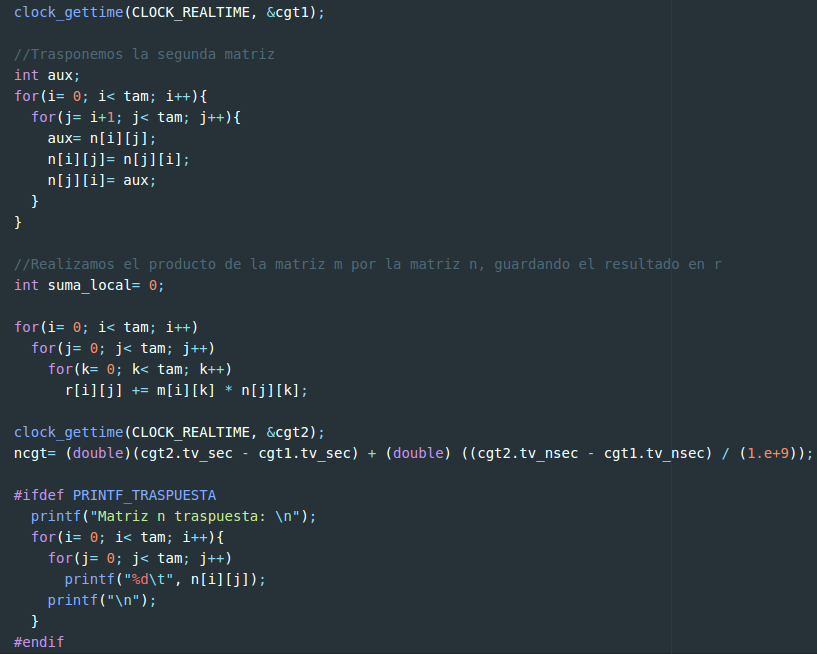 clock_gettime(CLOCK_REALTIME, &cgt1);
//Trasponemos la segunda matriz
int aux;
for(i= 0; i< tam; i++){
for(j= i+1; j< tam; j++){
aux= n[i][j];
n[i][j]= n[j][i];
n[j][i]= aux;
}
}
//Realizamos el producto de la matriz m por la matriz n, guardando el resultado en r
int suma_local= 0;
for(i= 0; i< tam; i++)
for(j= 0; j< tam; j++)
for(k= 0; k< tam; k++)
r[i][j] += m[i][k] * n[j][k];
clock_gettime(CLOCK_REALTIME, &cgt2);
ncgt= (double)(cgt2.tv_sec - cgt1.tv_sec) + (double) ((cgt2.tv_nsec - cgt1.tv_nsec) / (1.e+9));
#ifdef PRINTF_TRASPUESTA
printf("Matriz n traspuesta: \n");
for(i= 0; i< tam; i++){
for(j= 0; j< tam; j++)
printf("%d\t", n[i][j]);
printf("\n");
}
#endif